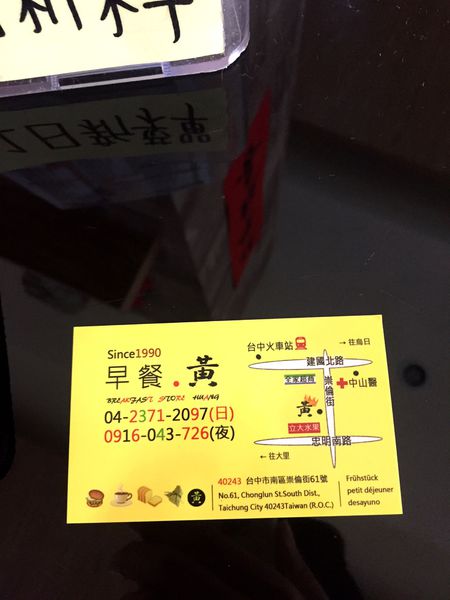 Since1990
早餐.黃
BREAKFAST STORE HUANG
04-2371-2097(日)
0916-043-726(夜)
台中火車站
→ 往烏日
建國北路
全家超商
崇倫街
中山醫
立大水果
忠明南路
← 往大里
黃
40243 台中市南區崇倫街61號
No.61, Chonglun St.South Dist.,
Taichung City 40243Taiwan (R.O.C.)
Frühstück
petit déjeuner
desayuno